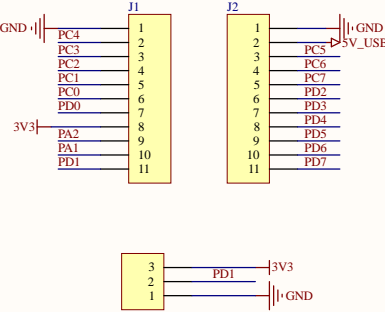 J1
GND 1
PC4 2
PC3 3
PC2 4
PC1 5
PC0 6
PD0 7
3V3 8
PA2 9
PA1 10
PD1 11
J2
1 GND
2 5V_USB
3 PC5
4 PC6
5 PC7
6 PD2
7 PD3
8 PD4
9 PD5
10 PD6
11 PD7
3 3V3
2 PD1
1 GND